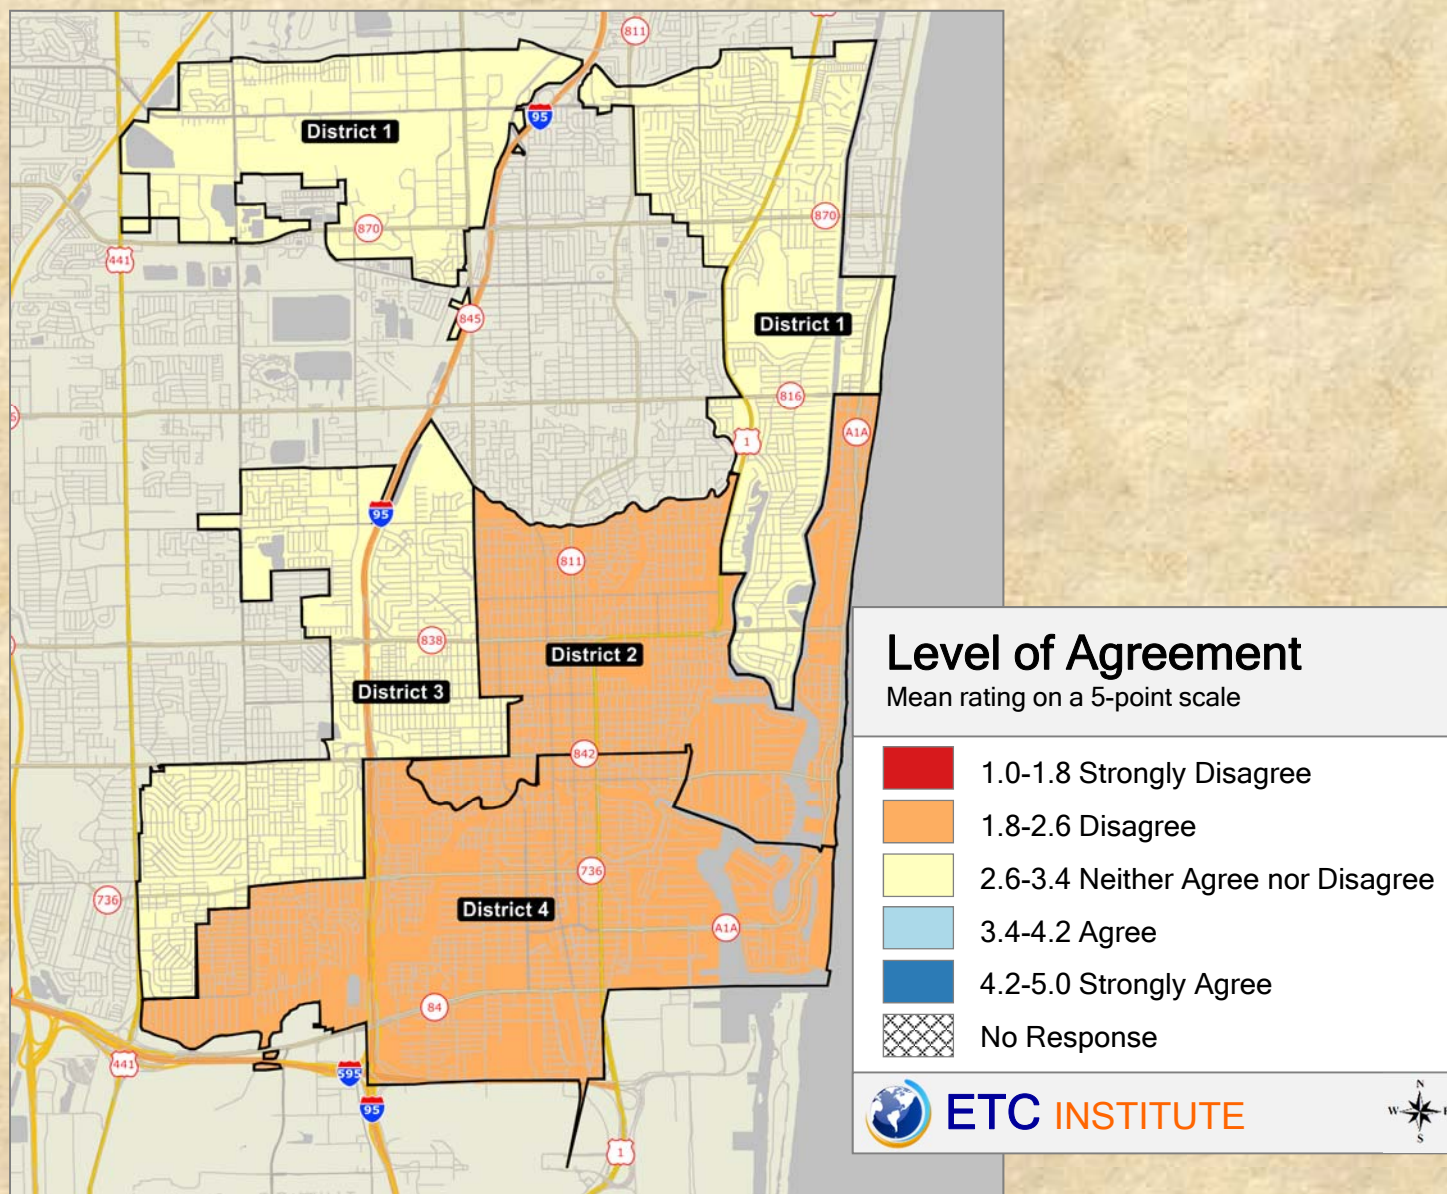 811
95
District 1
870
870
441
845
District 1
816
A1A
1
95
811
838
District 2
District 3
842
736
736
District 4
A1A
84
441
595
95
1
Level of Agreement
Mean rating on a 5-point scale
1.0-1.8 Strongly Disagree
1.8-2.6 Disagree
2.6-3.4 Neither Agree nor Disagree
3.4-4.2 Agree
4.2-5.0 Strongly Agree
No Response
ETC INSTITUTE
N
W
S